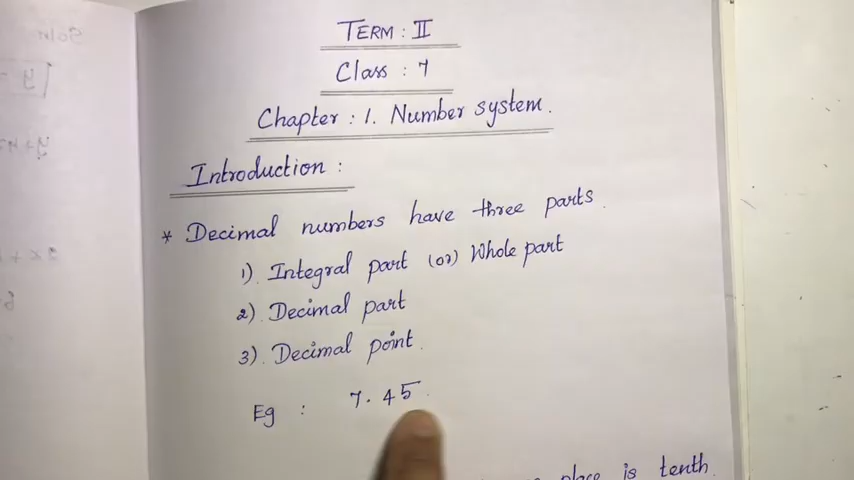 TERM : II
Class : 7
Chapter : 1. Number system.
Introduction :
* Decimal numbers have three parts.
1) Integral part (or) Whole part
2) Decimal part
3) Decimal point.
Eg : 7.45
place is tenth